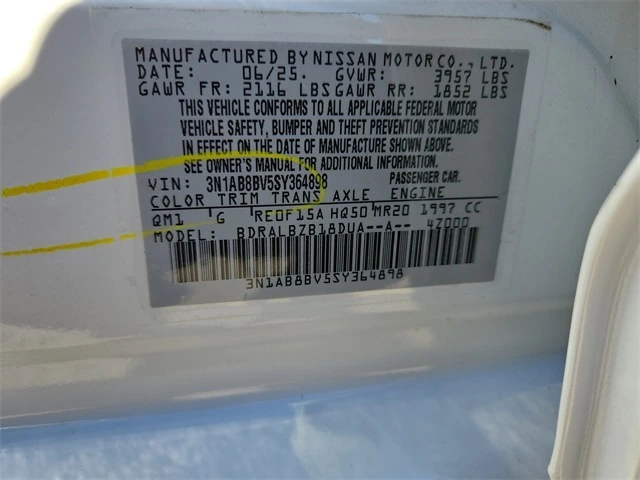 MANUFACTURED BY NISSAN MOTOR CO., LTD.
DATE: 06/25. GVWR: 3957 LBS
GAWR FR: 2116 LBS GAWR RR: 1852 LBS
THIS VEHICLE CONFORMS TO ALL APPLICABLE FEDERAL MOTOR
VEHICLE SAFETY, BUMPER AND THEFT PREVENTION STANDARDS
IN EFFECT ON THE DATE OF MANUFACTURE SHOWN ABOVE.
SEE OWNER'S MANUAL FOR ADDITIONAL INFORMATION.
VIN: 3N1AB8BV5SY364898 PASSENGER CAR.
COLOR TRIM TRANS AXLE ENGINE
QM1 G RE0F15A HQ50 MR20 1997 CC
MODEL: BDRALBZB18DUA--A-- 4Z000
3N1AB8BV5SY364898